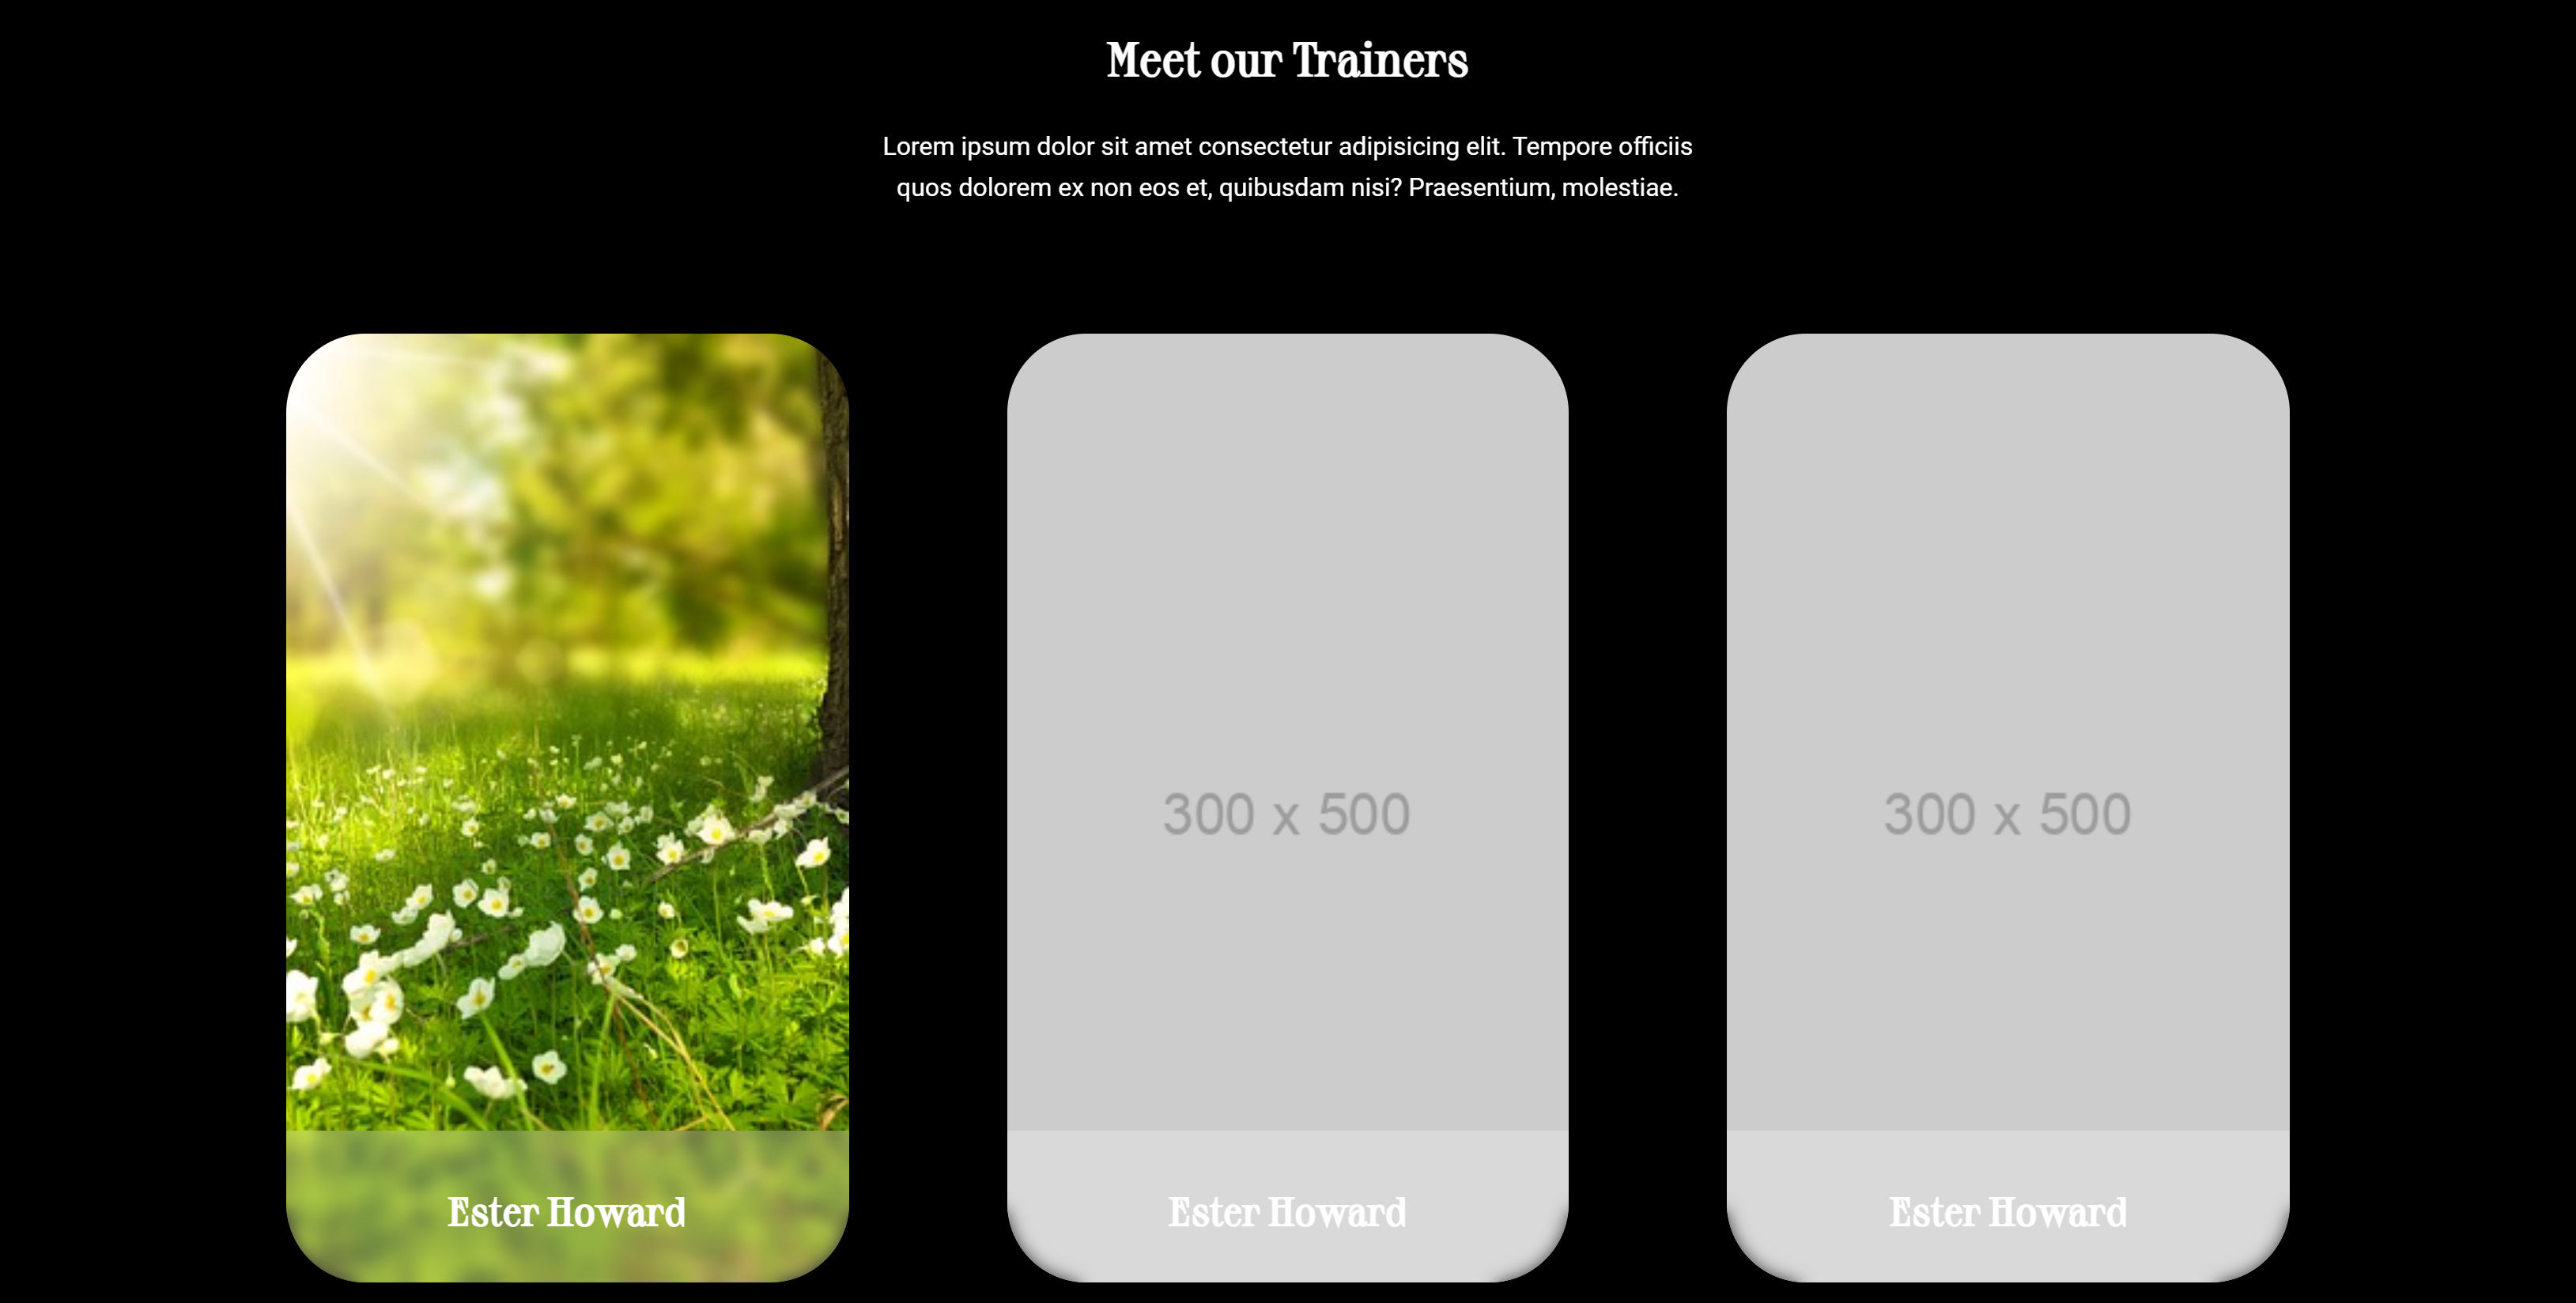 Meet our Trainers
Lorem ipsum dolor sit amet consectetur adipisicing elit. Tempore officiis
quos dolorem ex non eos et, quibusdam nisi? Praesentium, molestiae.
300 x 500
300 x 500
Ester Howard
Ester Howard
Ester Howard